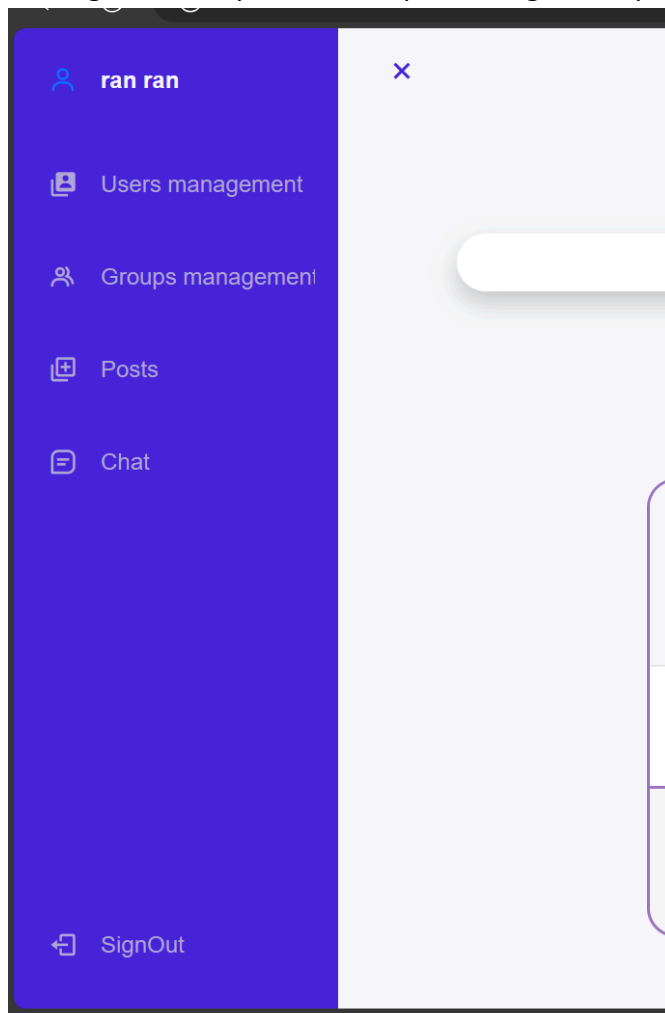 ran ran
Users management
Groups management
Posts
Chat
SignOut